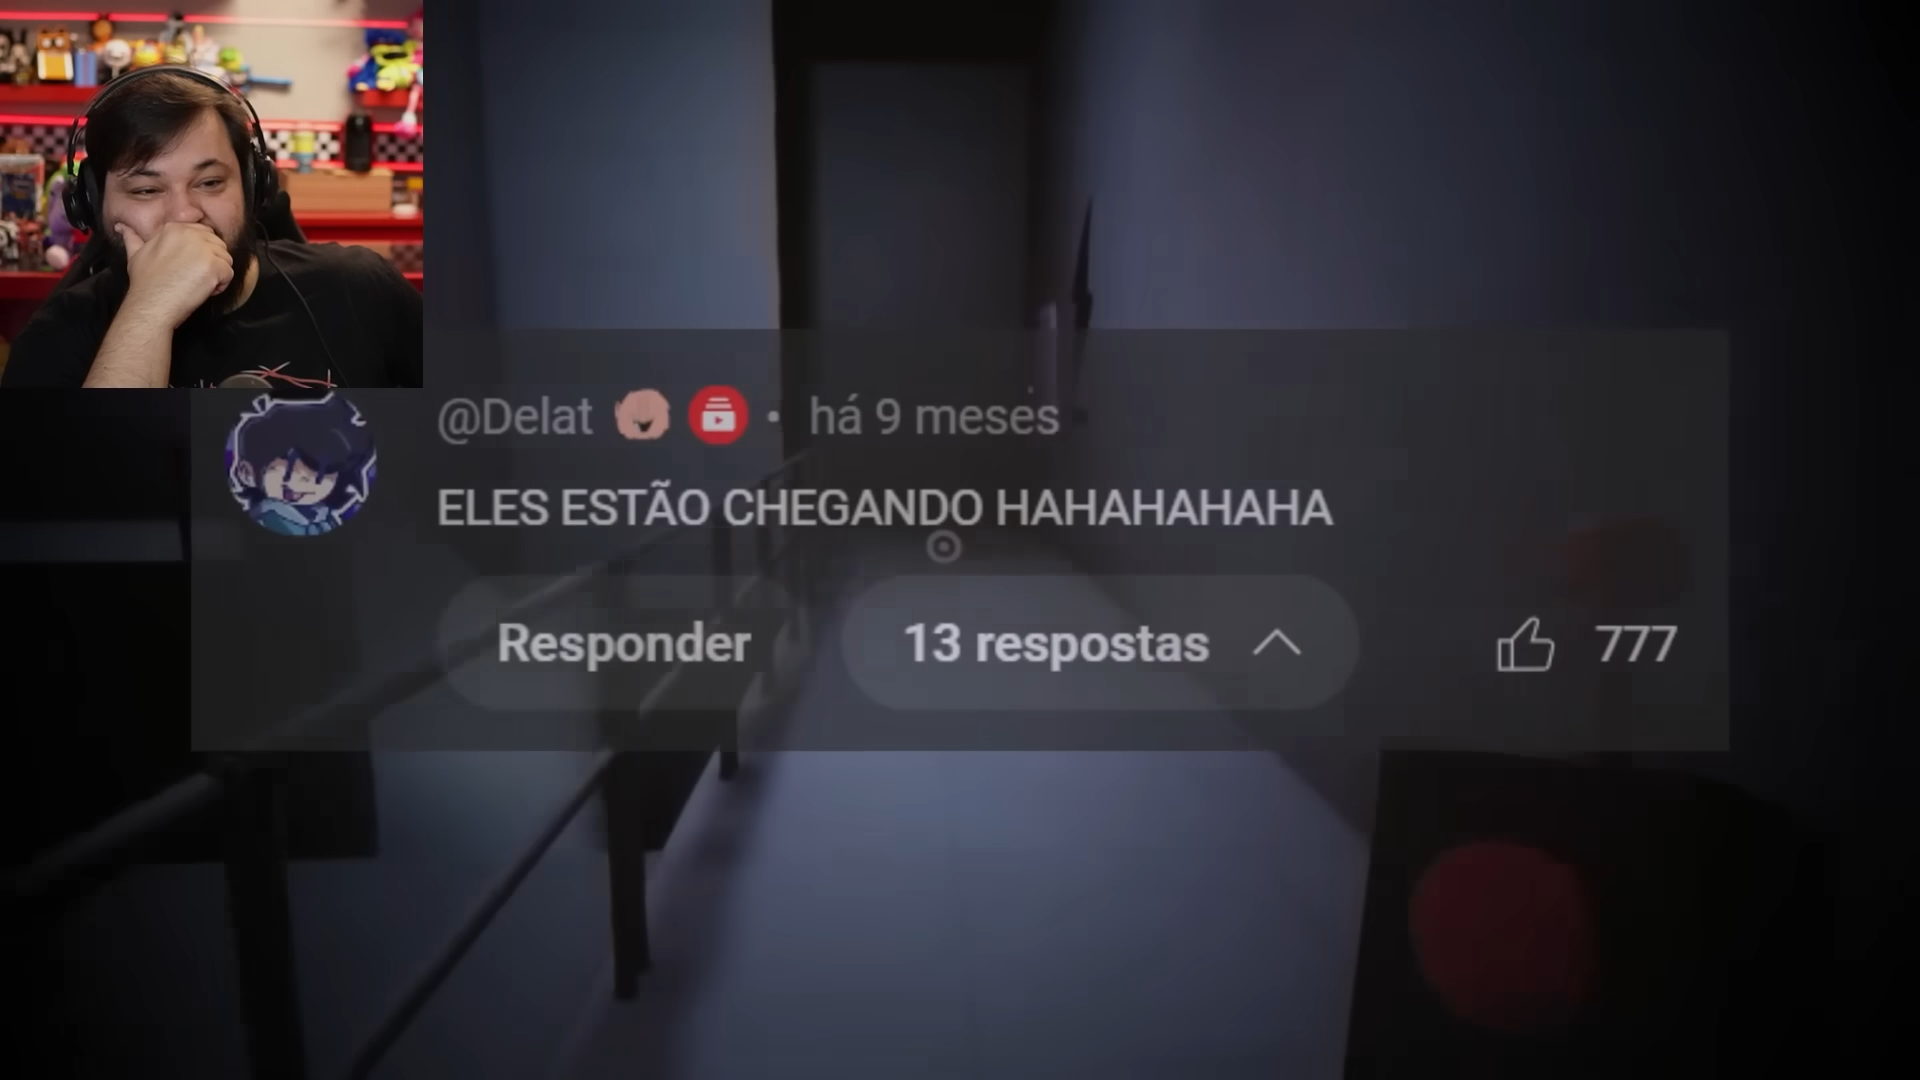 @Delat • há 9 meses
ELES ESTÃO CHEGANDO HAHAHAHAHA
Responder
13 respostas
777